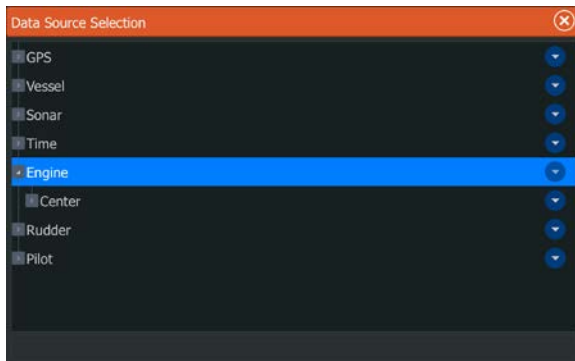 Data Source Selection
GPS
Vessel
Sonar
Time
Engine
Center
Rudder
Pilot